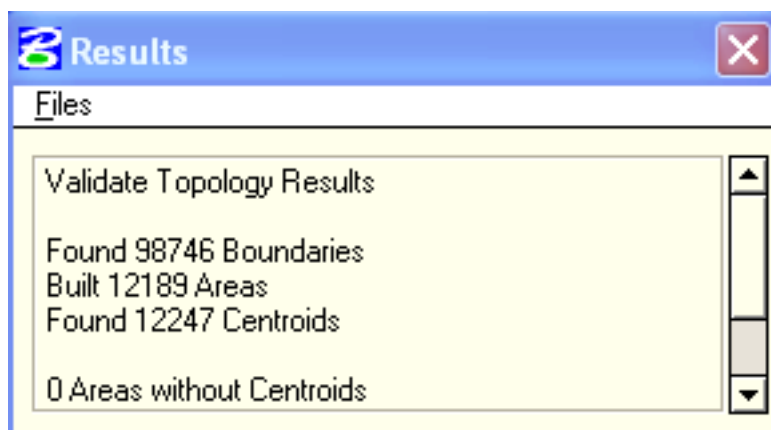 Results
Files
Validate Topology Results
Found 98746 Boundaries
Built 12189 Areas
Found 12247 Centroids
0 Areas without Centroids